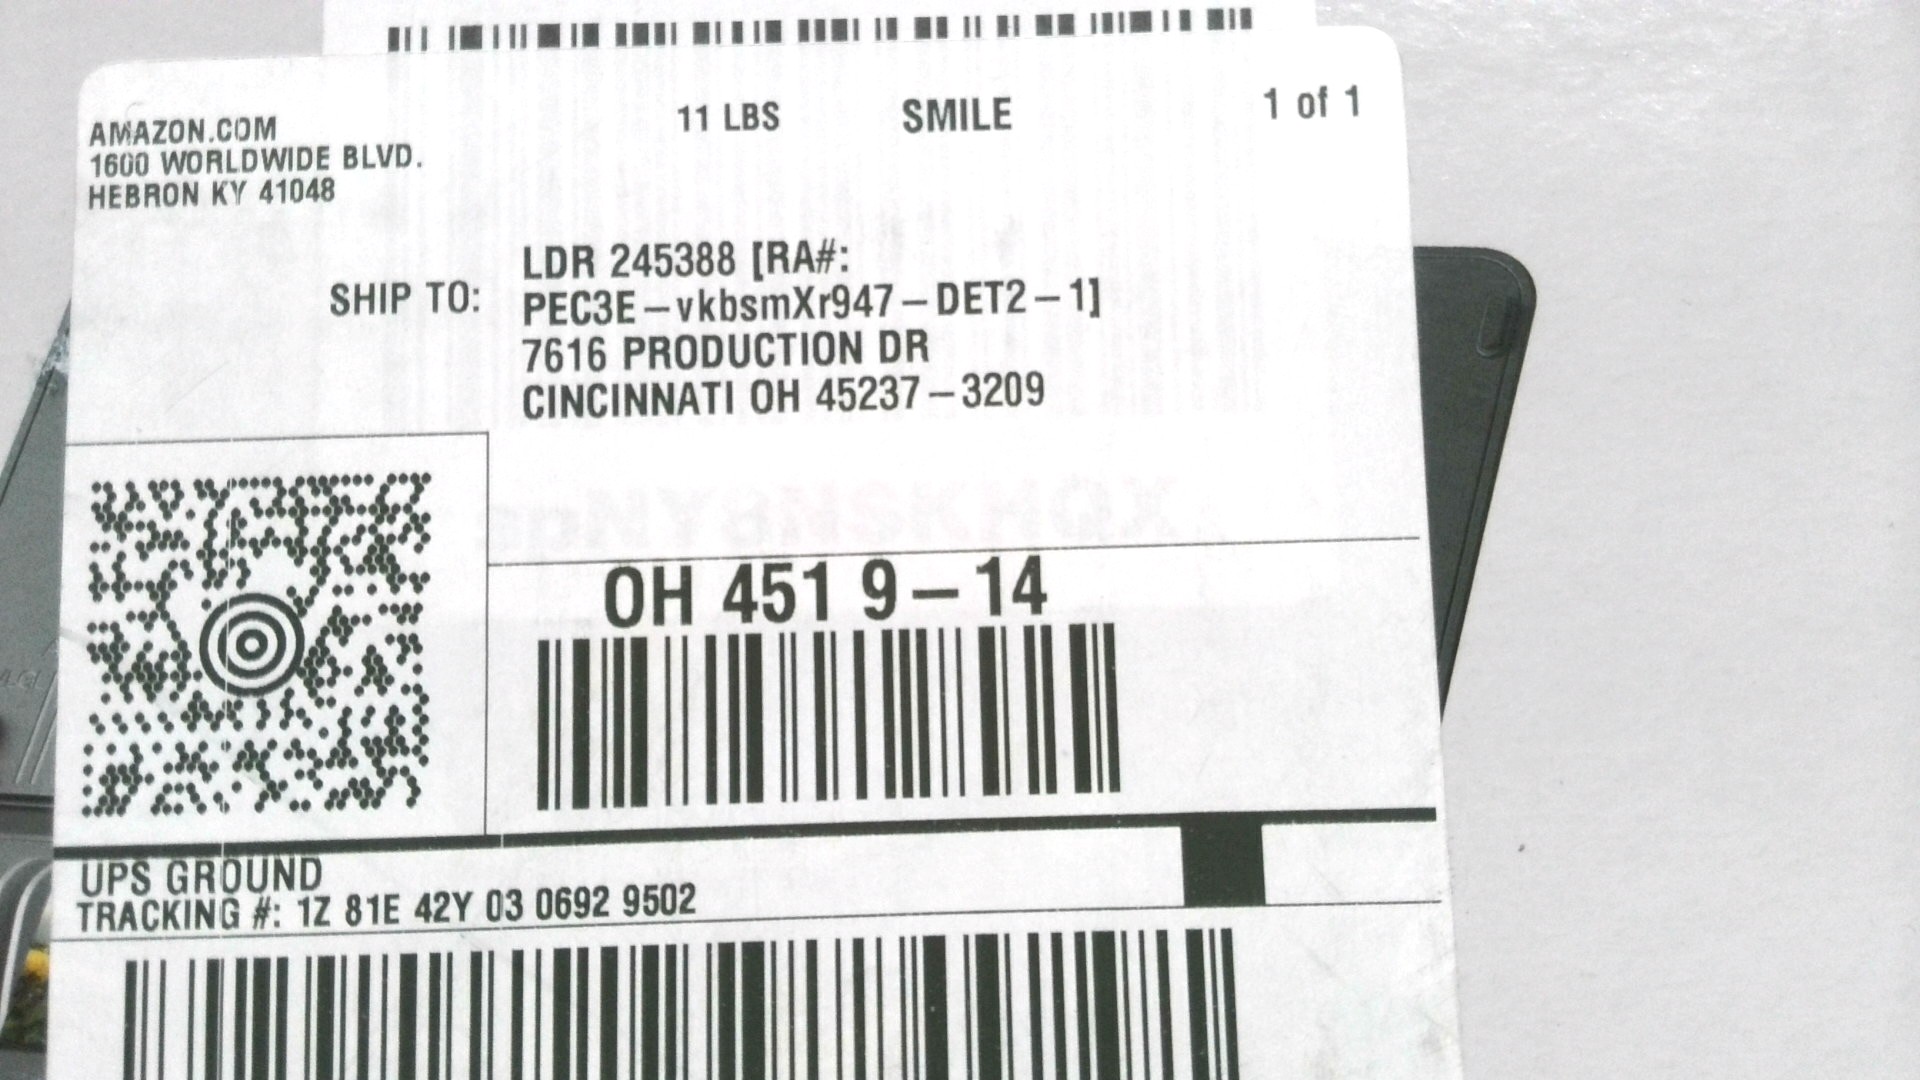 AMAZON.COM
1600 WORLDWIDE BLVD.
HEBRON KY 41048
11 LBS SMILE 1 of 1
SHIP TO:
LDR 245388 [RA#:
PEC3E-vkbsmXr947-DET2-1]
7616 PRODUCTION DR
CINCINNATI OH 45237-3209
OH 451 9-14
UPS GROUND
TRACKING #: 1Z 81E 42Y 03 0692 9502